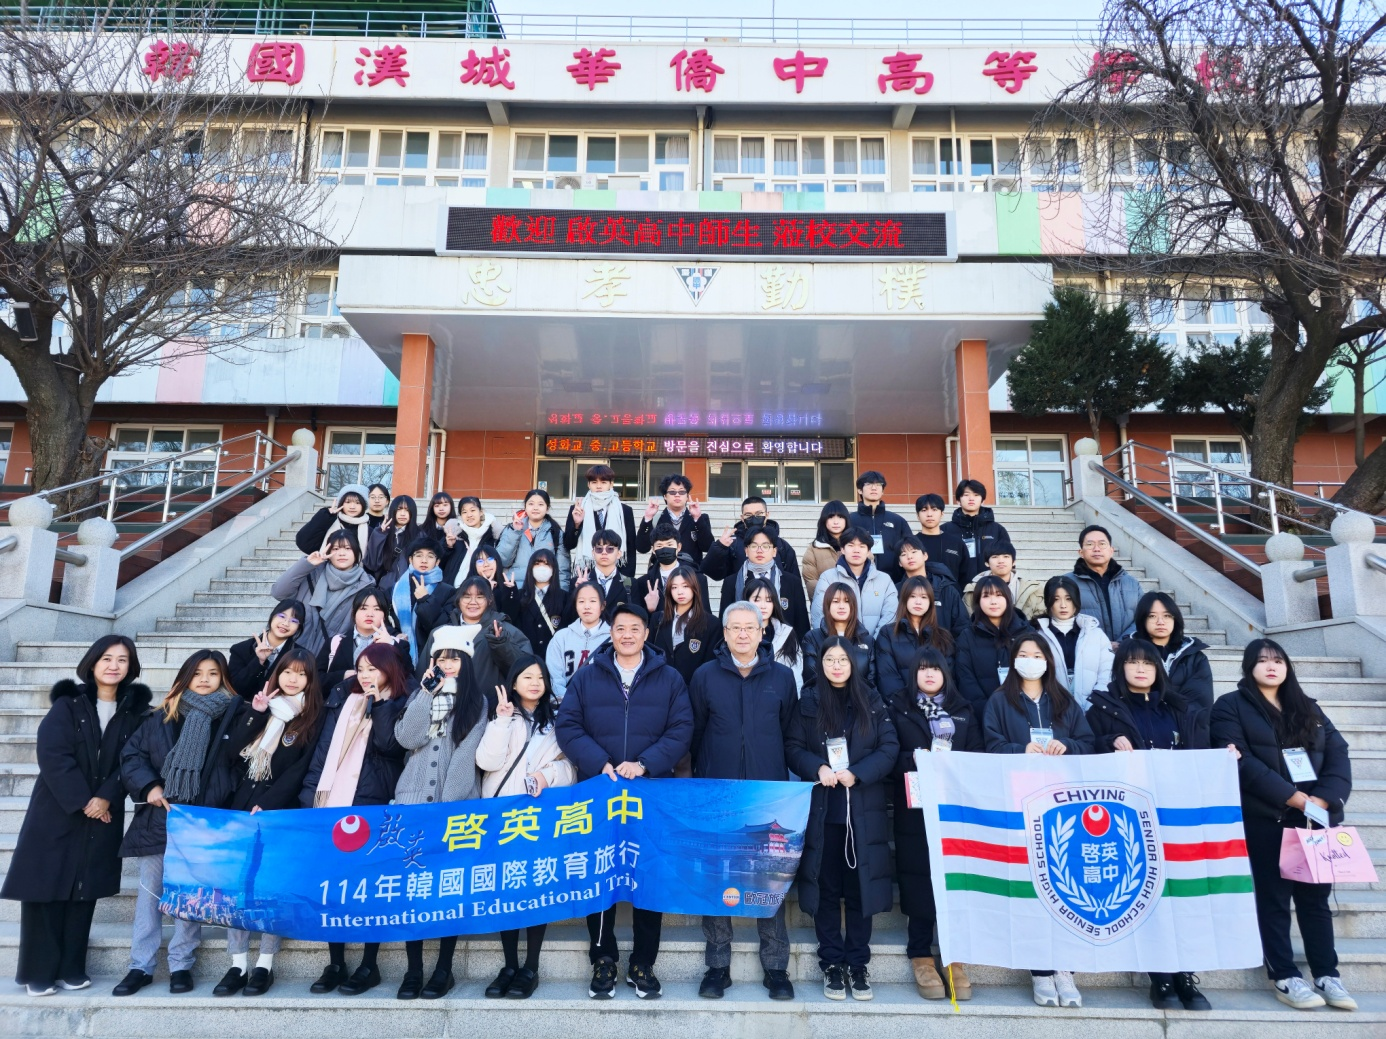 韓國漢城華僑中高等學校
歡迎 啟英高中師生 蒞校交流
忠 孝 勤 樸
성화교 중.고등학교 방문을 진심으로 환영합니다
啟英 啓英高中
114年韓國國際教育旅行
International Educational Trip
CHIYING SENIOR HIGH SCHOOL
SENIOR HIGH SCHOOL
啓英
高中